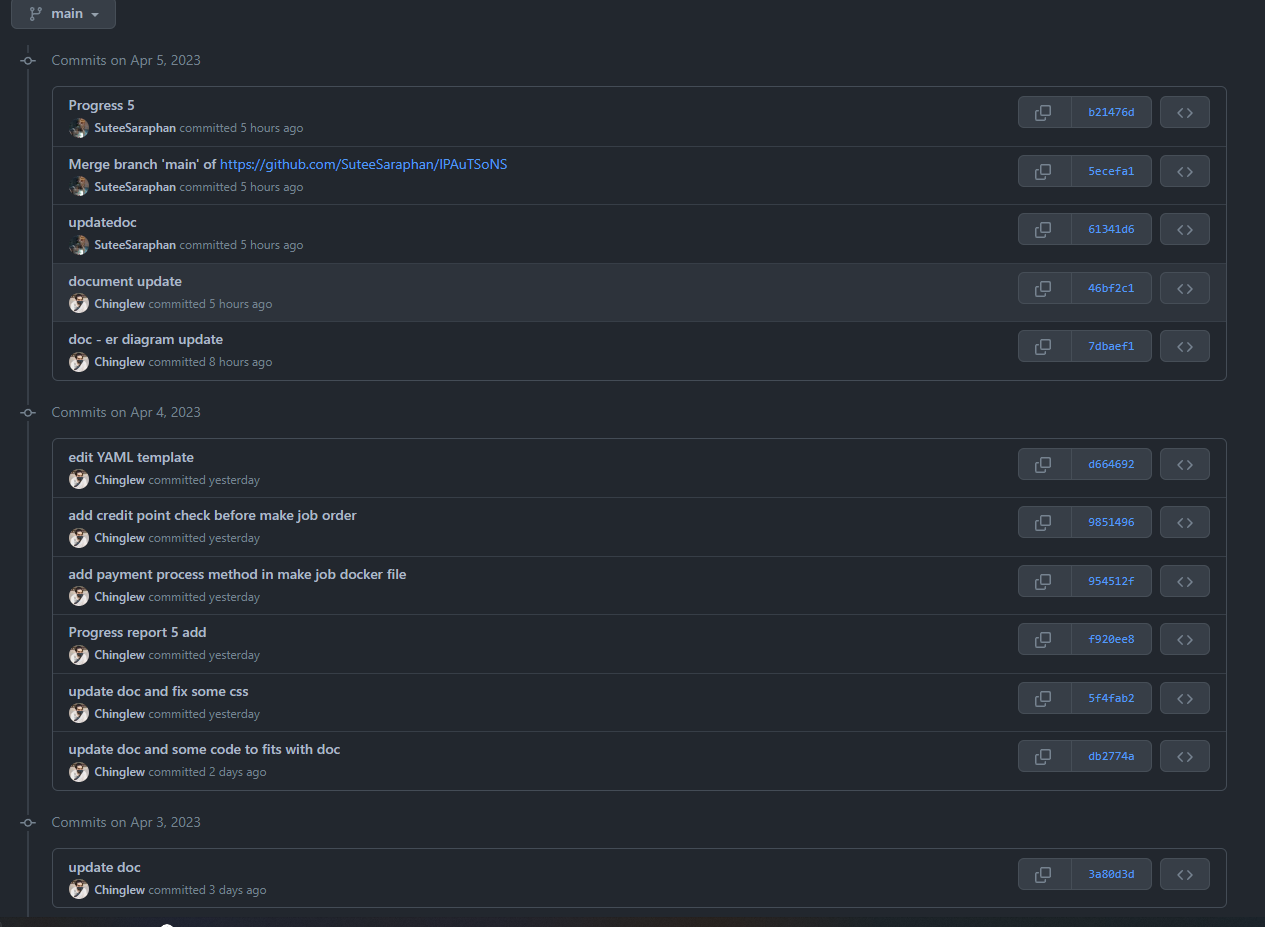 main
Commits on Apr 5, 2023
Progress 5
SuteeSaraphan committed 5 hours ago
b21476d
Merge branch 'main' of https://github.com/SuteeSaraphan/IPAuTSoNS
SuteeSaraphan committed 5 hours ago
5ecefa1
updatedoc
SuteeSaraphan committed 5 hours ago
61341d6
document update
Chinglew committed 5 hours ago
46bf2c1
doc - er diagram update
Chinglew committed 8 hours ago
7dbaef1
Commits on Apr 4, 2023
edit YAML template
Chinglew committed yesterday
d664692
add credit point check before make job order
Chinglew committed yesterday
9851496
add payment process method in make job docker file
Chinglew committed yesterday
954512f
Progress report 5 add
Chinglew committed yesterday
f920ee8
update doc and fix some css
Chinglew committed yesterday
5f4fab2
update doc and some code to fits with doc
Chinglew committed 2 days ago
db2774a
Commits on Apr 3, 2023
update doc
Chinglew committed 3 days ago
3a80d3d